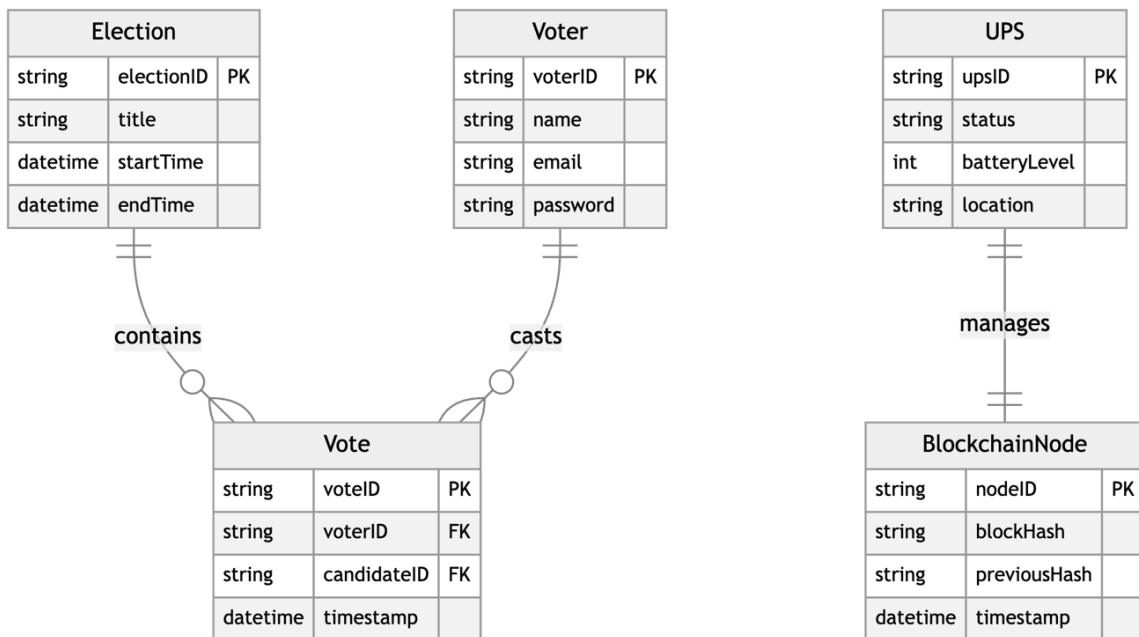 Election
string electionID PK
string title
datetime startTime
datetime endTime
Voter
string voterID PK
string name
string email
string password
UPS
string upsID PK
string status
int batteryLevel
string location
contains
casts
manages
Vote
string voteID PK
string voterID FK
string candidateID FK
datetime timestamp
BlockchainNode
string nodeID PK
string blockHash
string previousHash
datetime timestamp